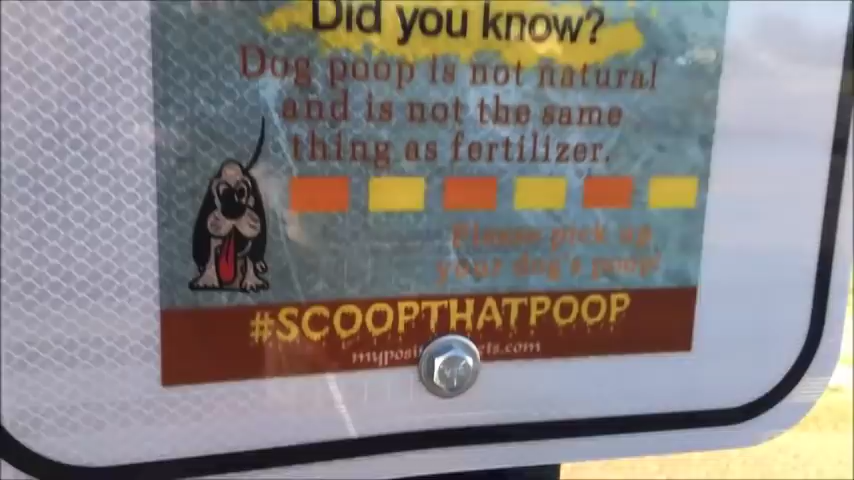 Did you know?
Dog poop is not natural
and is not the same
thing as fertilizer.
Please pick up
your dog's poop!
#SCOOPTHATPOOP